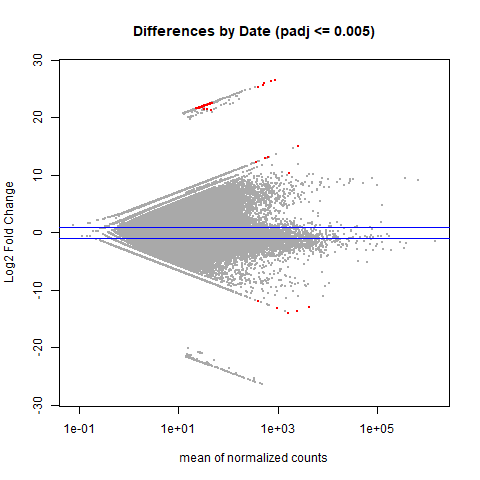 Differences by Date (padj <= 0.005)
Log2 Fold Change
30
20
10
0
-10
-20
-30
1e-01
1e+01
1e+03
1e+05
mean of normalized counts